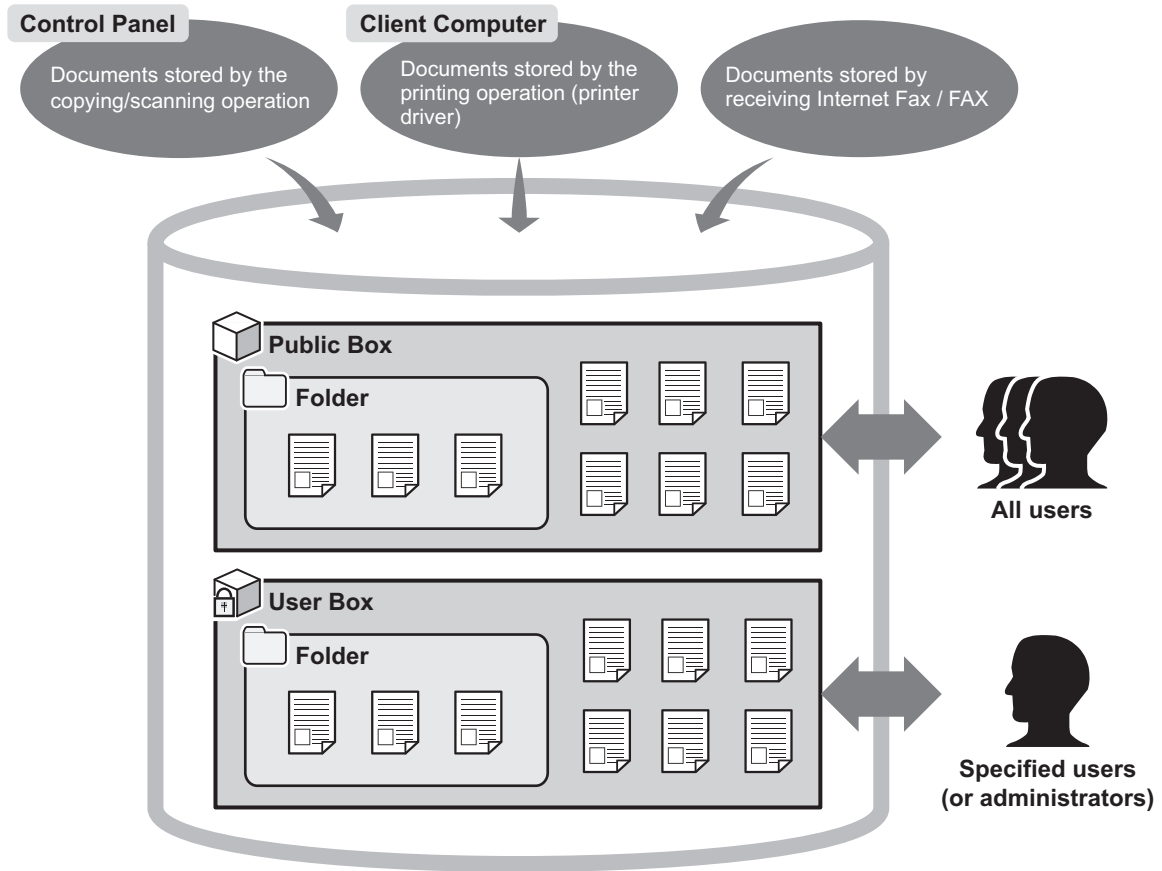 Control Panel
Documents stored by the
copying/scanning operation
Client Computer
Documents stored by the
printing operation (printer
driver)
Documents stored by
receiving Internet Fax / FAX
Public Box
Folder
All users
User Box
Folder
Specified users
(or administrators)